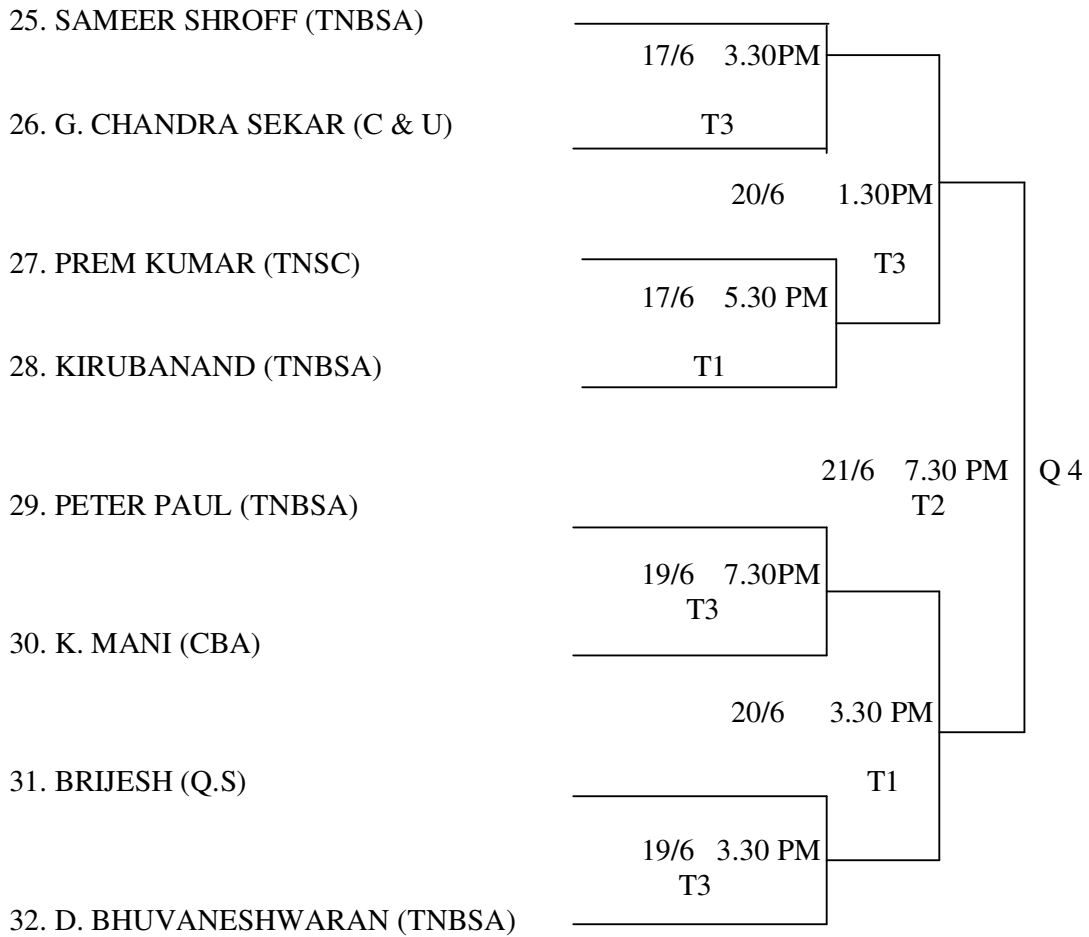 25. SAMEER SHROFF (TNBSA)
17/6 3.30PM
26. G. CHANDRA SEKAR (C & U) T3
20/6 1.30PM
27. PREM KUMAR (TNSC) T3
17/6 5.30 PM
28. KIRUBANAND (TNBSA) T1
21/6 7.30 PM Q 4
29. PETER PAUL (TNBSA) T2
19/6 7.30PM
T3
30. K. MANI (CBA)
20/6 3.30 PM
31. BRIJESH (Q.S) T1
19/6 3.30 PM
T3
32. D. BHUVANESHWARAN (TNBSA)